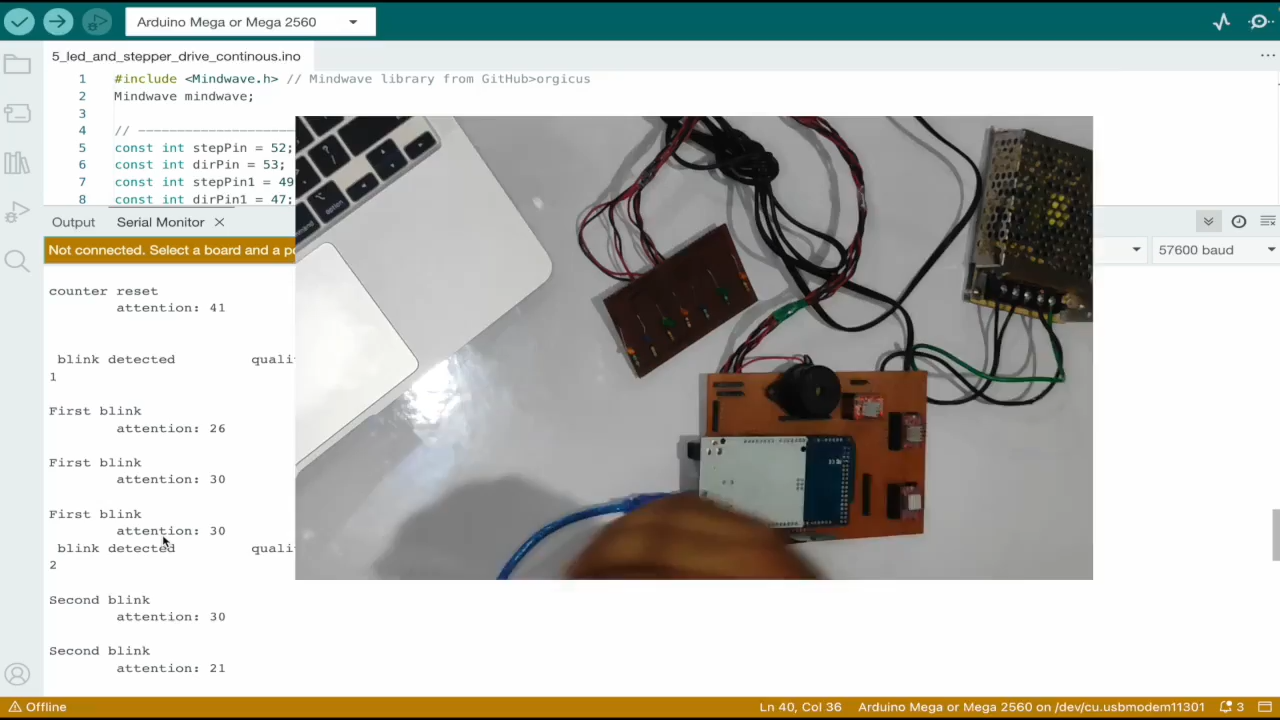 Arduino Mega or Mega 2560
5_led_and_stepper_drive_continous.ino
1 #include <Mindwave.h> // Mindwave library from GitHub>orgicus
2 Mindwave mindwave;
3
4 // ---------------------
5 const int stepPin = 52;
6 const int dirPin = 53;
7 const int stepPin1 = 49
8 const int dirPin1 = 47;
Output Serial Monitor
Not connected. Select a board and a po
57600 baud
counter reset
attention: 41
blink detected quali
1
First blink
attention: 26
First blink
attention: 30
First blink
attention: 30
blink detected quali
2
Second blink
attention: 30
Second blink
attention: 21
option
Offline
Ln 40, Col 36 Arduino Mega or Mega 2560 on /dev/cu.usbmodem11301 3